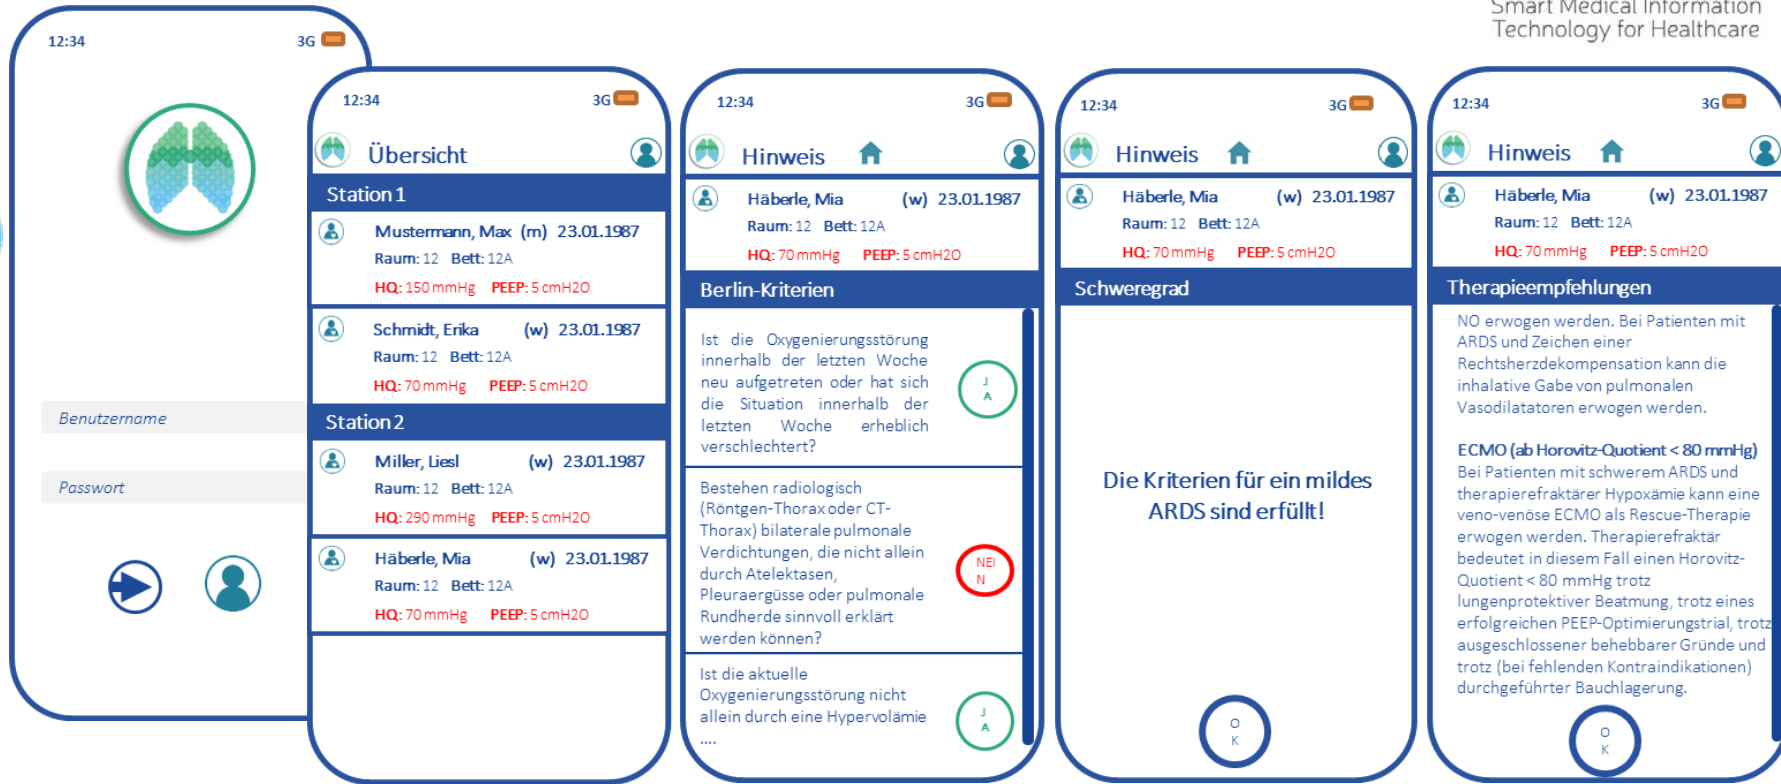 Smart Medical Information
Technology for Healthcare
12:34 3G
Benutzername
Passwort
12:34 3G
Übersicht
Station 1
Mustermann, Max (m) 23.01.1987
Raum: 12 Bett: 12A
HQ: 150 mmHg PEEP: 5 cmH2O
Schmidt, Erika (w) 23.01.1987
Raum: 12 Bett: 12A
HQ: 70 mmHg PEEP: 5 cmH2O
Station 2
Miller, Liesl (w) 23.01.1987
Raum: 12 Bett: 12A
HQ: 290 mmHg PEEP: 5 cmH2O
Häberle, Mia (w) 23.01.1987
Raum: 12 Bett: 12A
HQ: 70 mmHg PEEP: 5 cmH2O
12:34 3G
Hinweis
Häberle, Mia (w) 23.01.1987
Raum: 12 Bett: 12A
HQ: 70 mmHg PEEP: 5 cmH2O
Berlin-Kriterien
Ist die Oxygenierungsstörung
innerhalb der letzten Woche
neu aufgetreten oder hat sich
die Situation innerhalb der
letzten Woche erheblich
verschlechtert?
J
A
Bestehen radiologisch
(Röntgen-Thorax oder CT-
Thorax) bilaterale pulmonale
Verdichtungen, die nicht allein
durch Atelektasen,
Pleuraergüsse oder pulmonale
Rundherde sinnvoll erklärt
werden können?
NEI
N
Ist die aktuelle
Oxygenierungsstörung nicht
allein durch eine Hypervolämie
....
J
A
12:34 3G
Hinweis
Häberle, Mia (w) 23.01.1987
Raum: 12 Bett: 12A
HQ: 70 mmHg PEEP: 5 cmH2O
Schweregrad
Die Kriterien für ein mildes
ARDS sind erfüllt!
O
K
12:34 3G
Hinweis
Häberle, Mia (w) 23.01.1987
Raum: 12 Bett: 12A
HQ: 70 mmHg PEEP: 5 cmH2O
Therapieempfehlungen
NO erwogen werden. Bei Patienten mit
ARDS und Zeichen einer
Rechtsherzdekompensation kann die
inhalative Gabe von pulmonalen
Vasodilatatoren erwogen werden.
ECMO (ab Horovitz-Quotient < 80 mmHg)
Bei Patienten mit schwerem ARDS und
therapierefraktärer Hypoxämie kann eine
veno-venöse ECMO als Rescue-Therapie
erwogen werden. Therapierefraktär
bedeutet in diesem Fall einen Horovitz-
Quotient < 80 mmHg trotz
lungenprotektiver Beatmung, trotz eines
erfolgreichen PEEP-Optimierungstrial, trotz
ausgeschlossener behebbarer Gründe und
trotz (bei fehlenden Kontraindikationen)
durchgeführter Bauchlagerung.
O
K